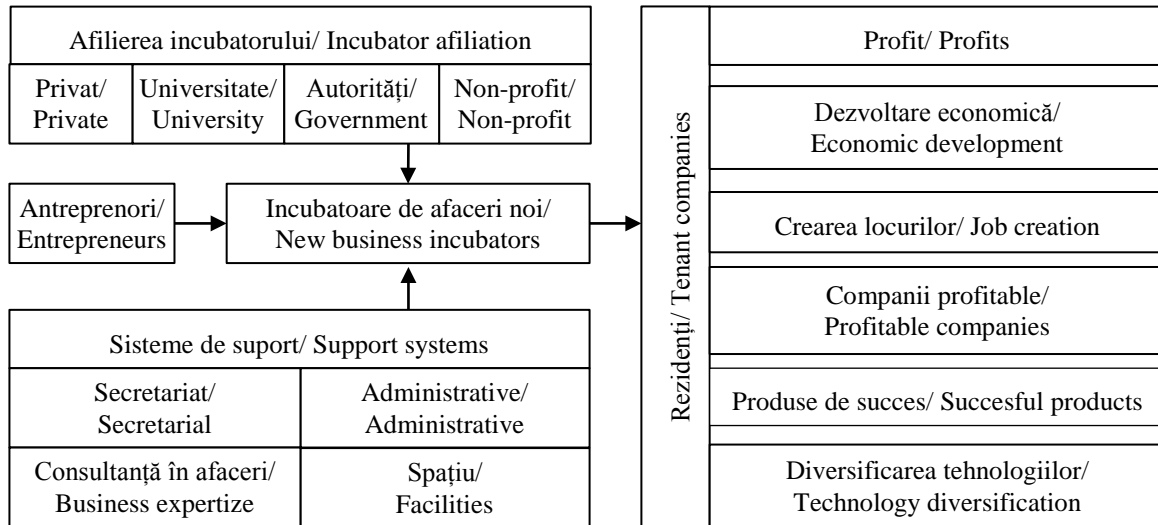 Afilierea incubatorului/ Incubator afiliation
Privat/
Private
Universitate/
University
Autorități/
Government
Non-profit/
Non-profit
Antreprenori/
Entrepreneurs
Incubatoare de afaceri noi/
New business incubators
Sisteme de suport/ Support systems
Secretariat/
Secretarial
Administrative/
Administrative
Consultanță în afaceri/
Business expertize
Spațiu/
Facilities
Rezidenți/ Tenant companies
Profit/ Profits
Dezvoltare economică/
Economic development
Crearea locurilor/ Job creation
Companii profitable/
Profitable companies
Produse de succes/ Succesful products
Diversificarea tehnologiilor/
Technology diversification